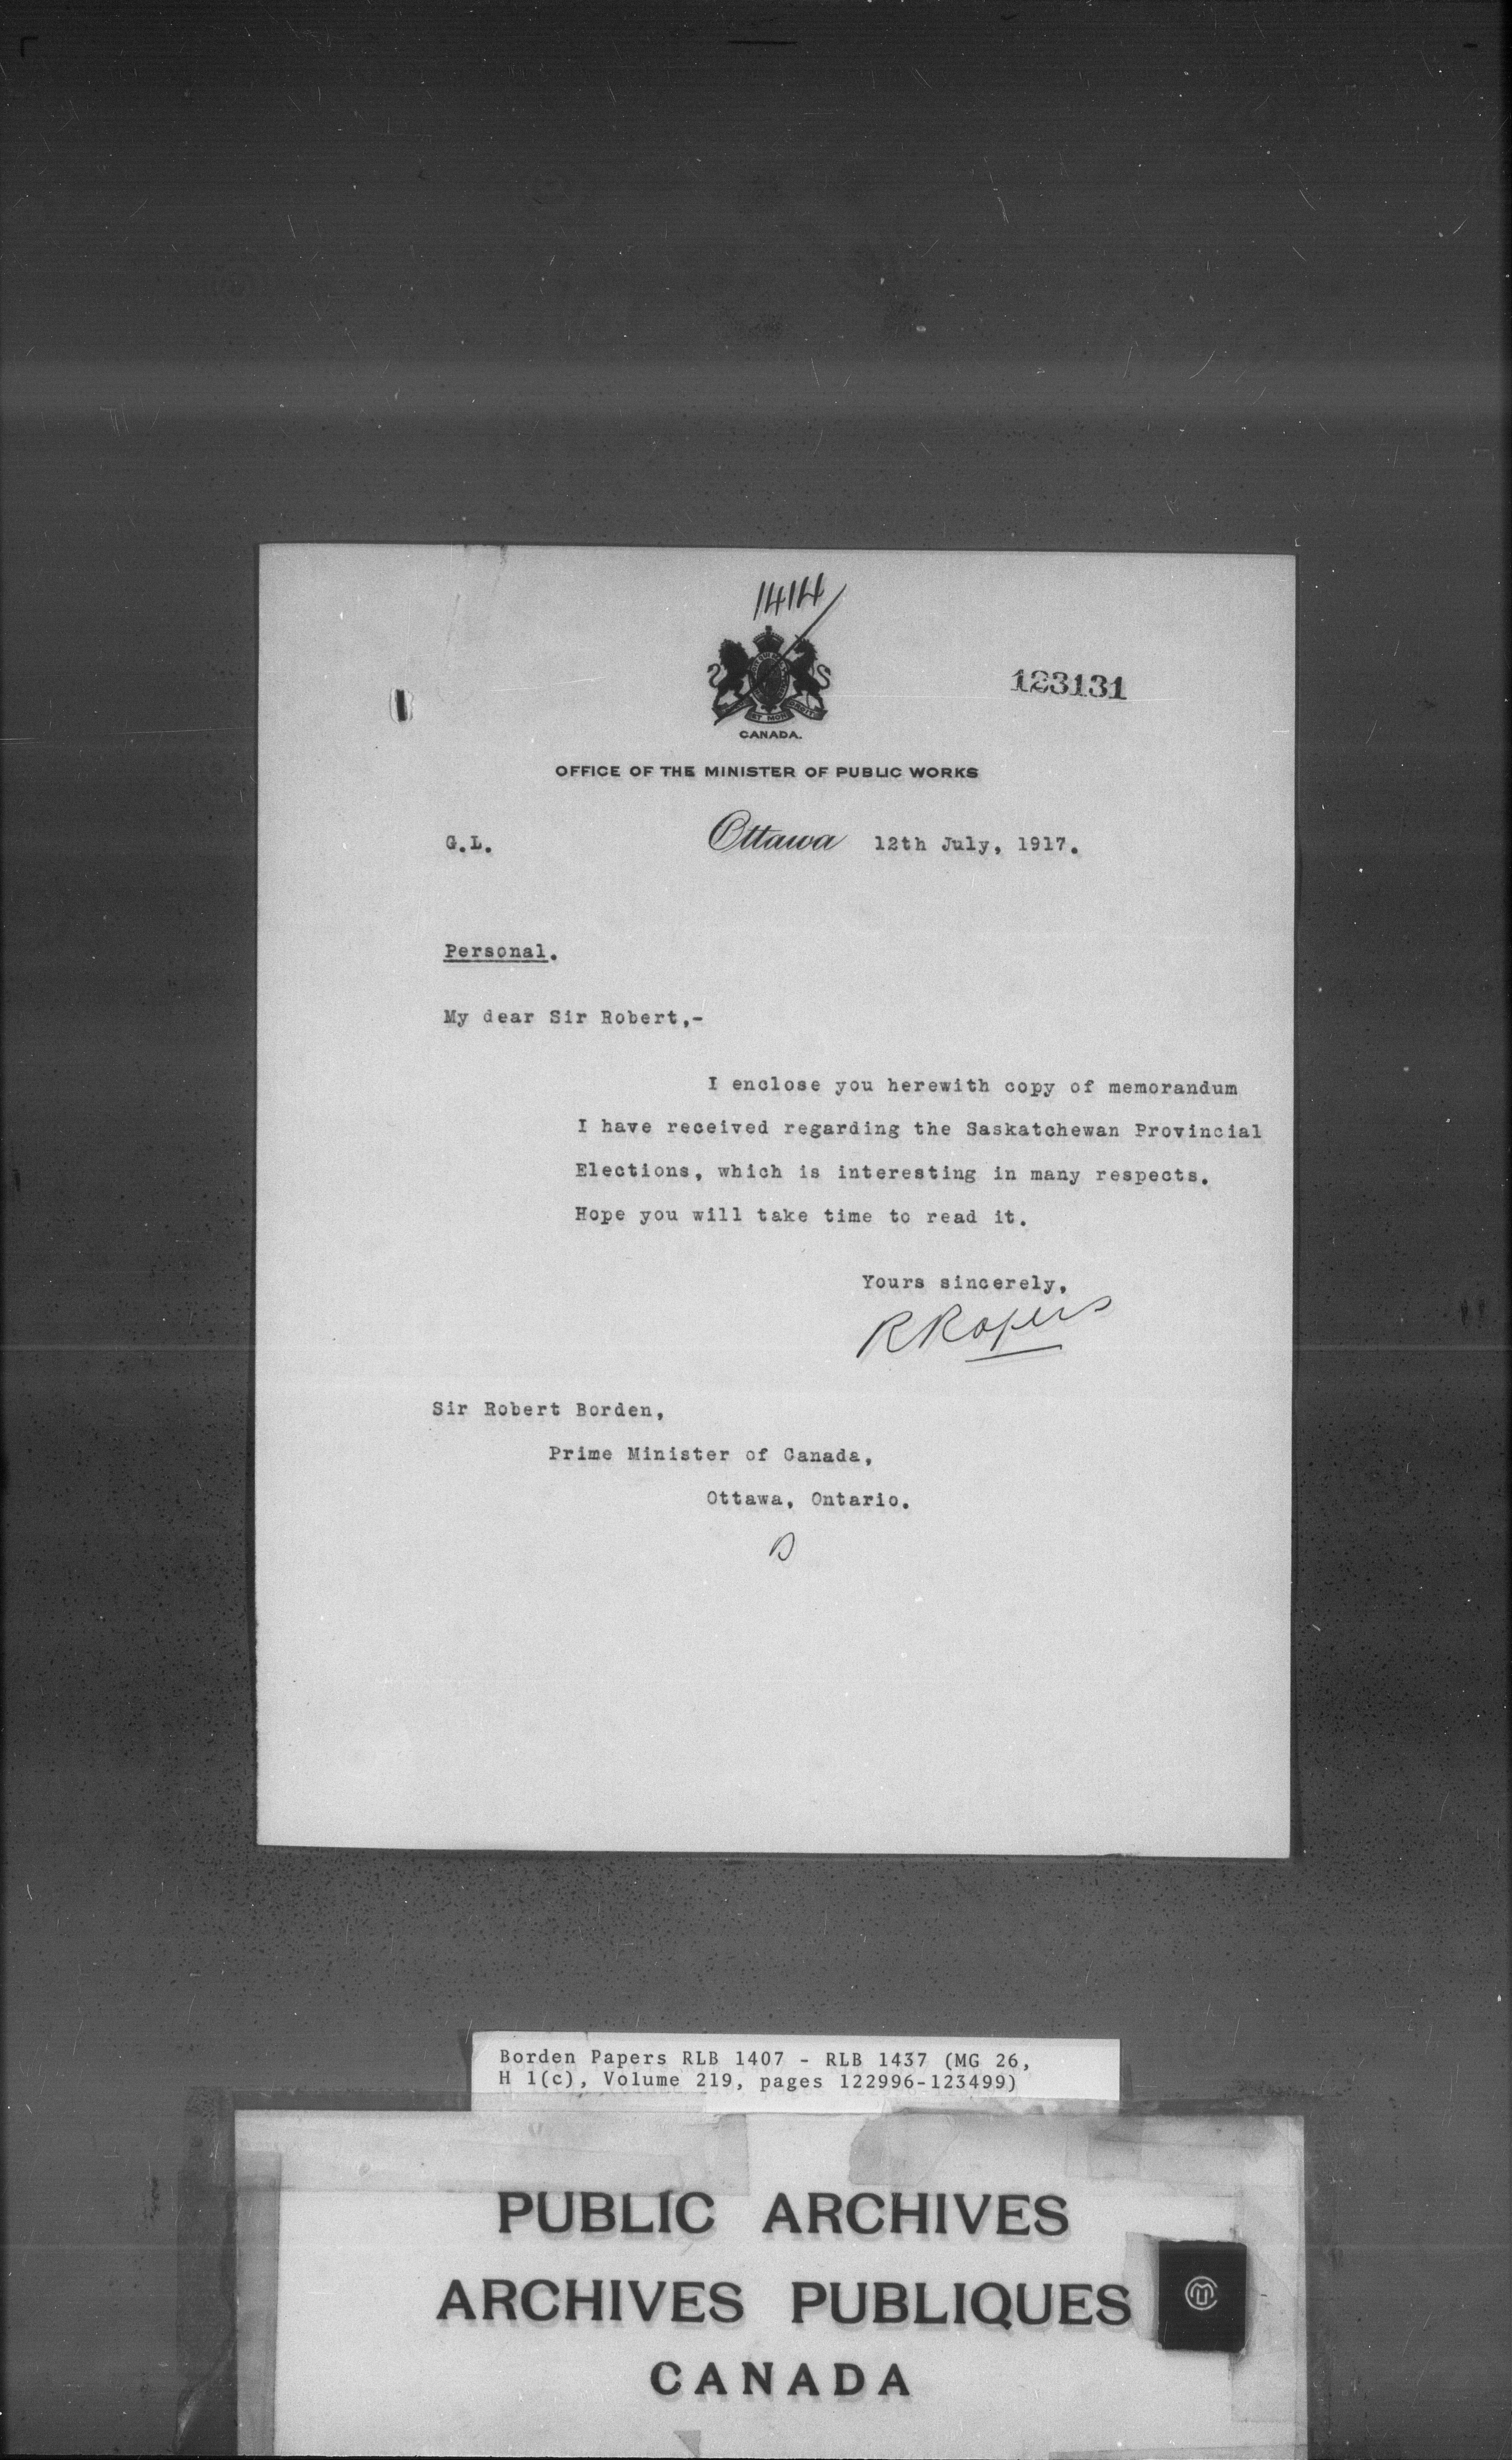 1414
123131
ET MON
CANADA.
OFFICE OF THE MINISTER OF PUBLIC WORKS
G.L. Ottawa 12th July, 1917.
Personal.
My dear Sir Robert,-
I enclose you herewith copy of memorandum
I have received regarding the Saskatchewan Provincial
Elections, which is interesting in many respects.
Hope you will take time to read it.
Yours sincerely,
R Rogers
Sir Robert Borden,
Prime Minister of Canada,
Ottawa, Ontario.
B
Borden Papers RLB 1407 - RLB 1437 (MG 26,
H 1(c), Volume 219, pages 122996-123499)
PUBLIC ARCHIVES
ARCHIVES PUBLIQUES
CANADA